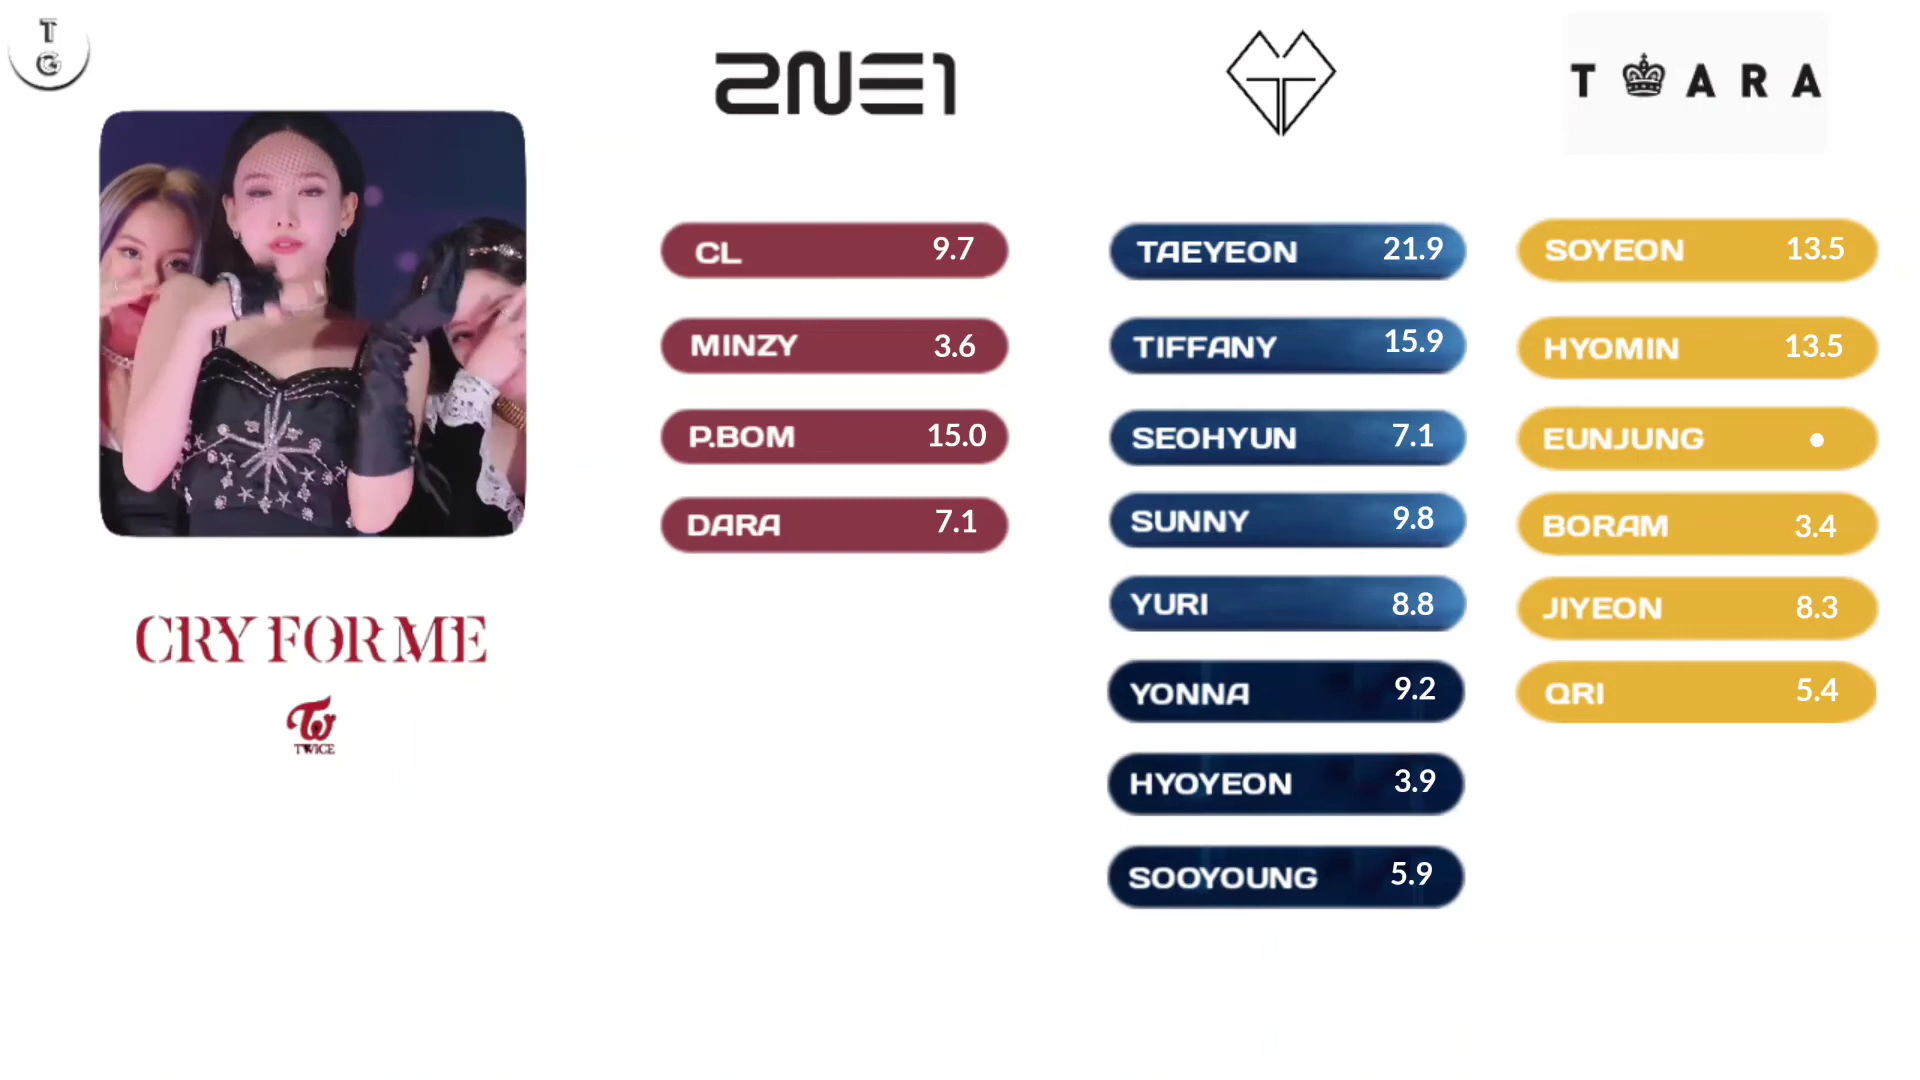 T
G
2NE1
T ARA
CRY FOR ME
TWICE
CL 9.7
MINZY 3.6
P.BOM 15.0
DARA 7.1
TAEYEON 21.9
TIFFANY 15.9
SEOHYUN 7.1
SUNNY 9.8
YURI 8.8
YONNA 9.2
HYOYEON 3.9
SOOYOUNG 5.9
SOYEON 13.5
HYOMIN 13.5
EUNJUNG •
BORAM 3.4
JIYEON 8.3
QRI 5.4